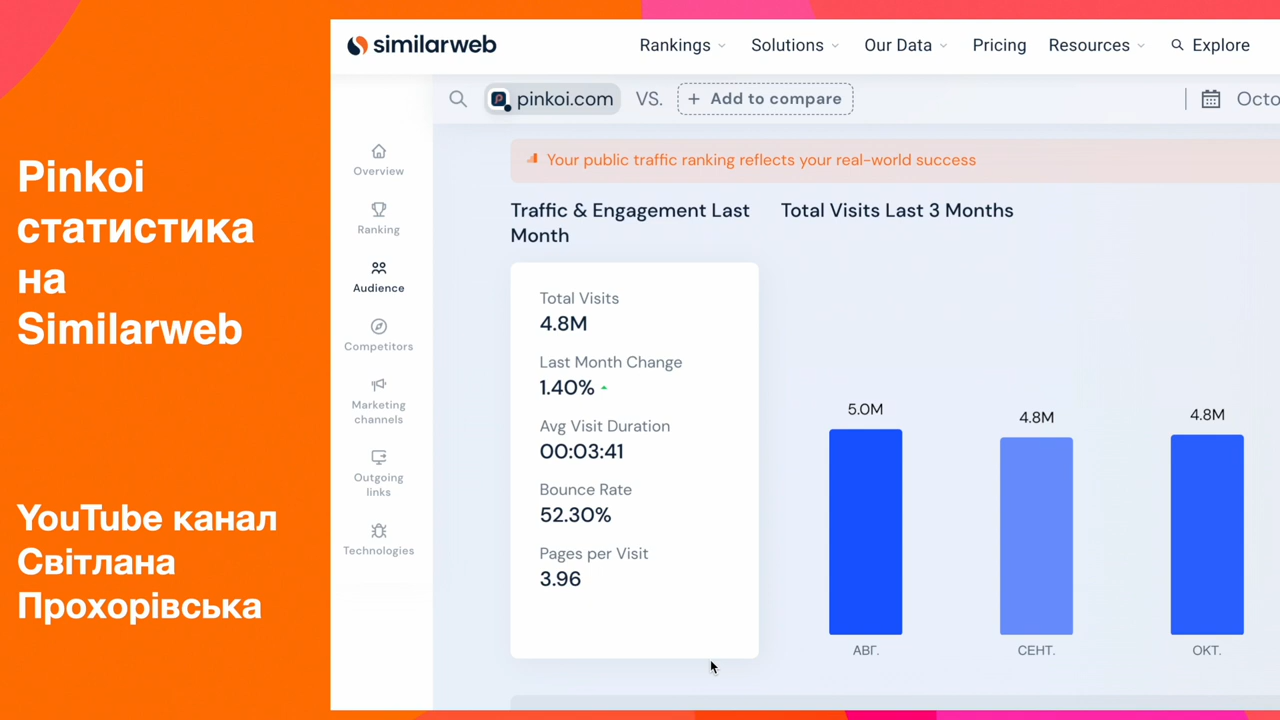 Pinkoi
статистика
на
Similarweb
YouTube канал
Світлана
Прохорівська
similarweb
Rankings
Solutions
Our Data
Pricing
Resources
Explore
pinkoi.com
VS.
+ Add to compare
Octo
Overview
Ranking
Audience
Competitors
Marketing
channels
Outgoing
links
Technologies
Your public traffic ranking reflects your real-world success
Traffic & Engagement Last
Month
Total Visits
4.8M
Last Month Change
1.40%
Avg Visit Duration
00:03:41
Bounce Rate
52.30%
Pages per Visit
3.96
Total Visits Last 3 Months
5.0M
4.8M
4.8M
АВГ.
СЕНТ.
ОКТ.